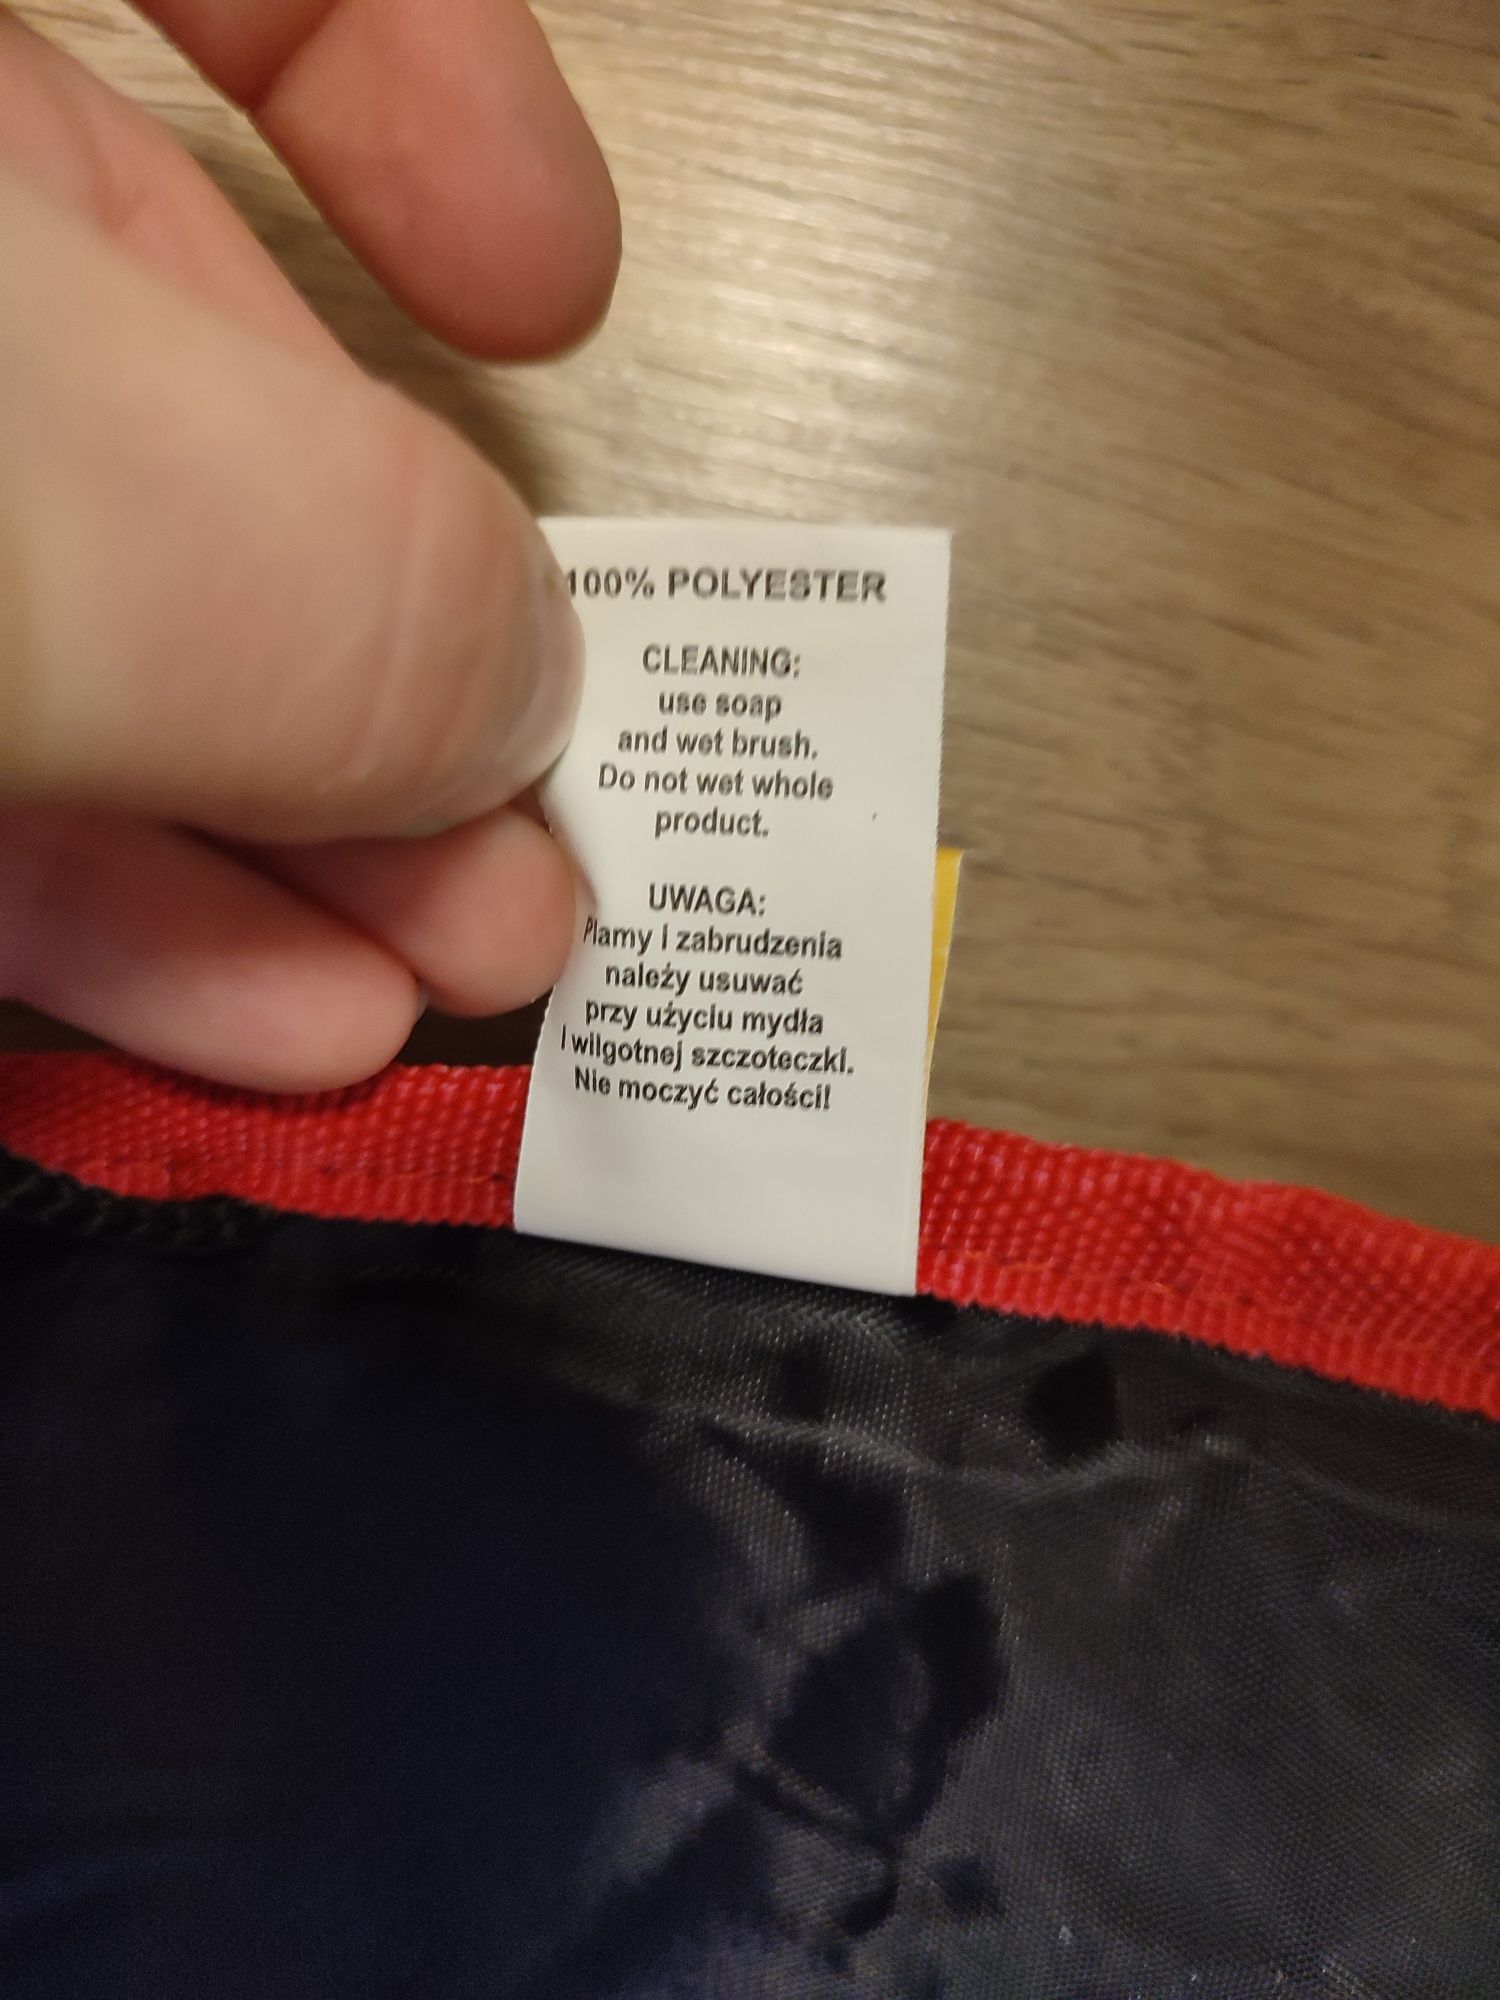 100% POLYESTER
CLEANING:
use soap
and wet brush.
Do not wet whole
product.
UWAGA:
Plamy i zabrudzenia
należy usuwać
przy użyciu mydła
i wilgotnej szczoteczki.
Nie moczyć całości!